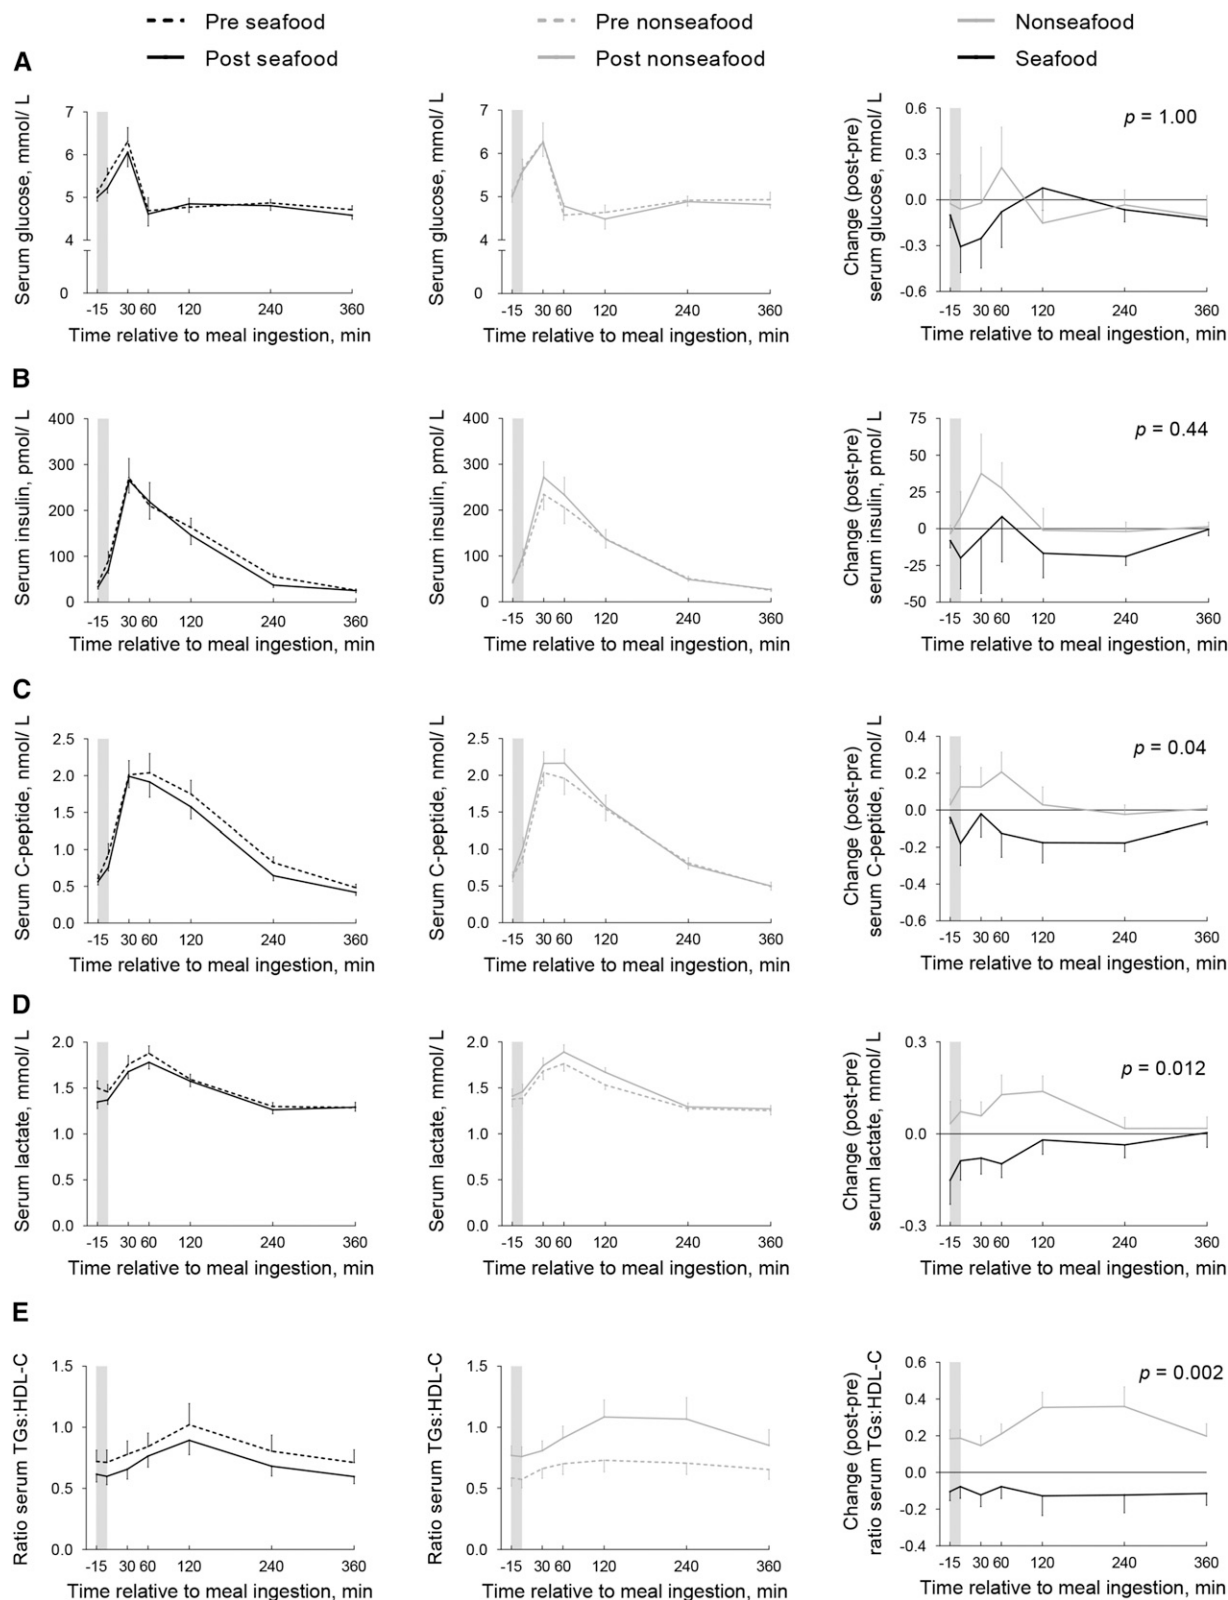 Pre seafood
Post seafood
Pre nonseafood
Post nonseafood
Nonseafood
Seafood
A
Serum glucose, mmol/ L
7
6
5
4
0
-15 30 60 120 240 360
Time relative to meal ingestion, min
Serum glucose, mmol/ L
7
6
5
4
0
-15 30 60 120 240 360
Time relative to meal ingestion, min
Change (post-pre)
serum glucose, mmol/ L
0.6
0.3
0.0
-0.3
-0.6
p = 1.00
-15 30 60 120 240 360
Time relative to meal ingestion, min
B
Serum insulin, pmol/ L
400
300
200
100
0
-15 30 60 120 240 360
Time relative to meal ingestion, min
Serum insulin, pmol/ L
400
300
200
100
0
-15 30 60 120 240 360
Time relative to meal ingestion, min
Change (post-pre)
serum insulin, pmol/ L
75
50
25
0
-25
-50
p = 0.44
-15 30 60 120 240 360
Time relative to meal ingestion, min
C
Serum C-peptide, nmol/ L
2.5
2.0
1.5
1.0
0.5
0.0
-15 30 60 120 240 360
Time relative to meal ingestion, min
Serum C-peptide, nmol/ L
2.5
2.0
1.5
1.0
0.5
0.0
-15 30 60 120 240 360
Time relative to meal ingestion, min
Change (post-pre)
serum C-peptide, nmol/ L
0.4
0.2
0.0
-0.2
-0.4
-0.6
p = 0.04
-15 30 60 120 240 360
Time relative to meal ingestion, min
D
Serum lactate, mmol/ L
2.0
1.5
1.0
0.5
0.0
-15 30 60 120 240 360
Time relative to meal ingestion, min
Serum lactate, mmol/ L
2.0
1.5
1.0
0.5
0.0
-15 30 60 120 240 360
Time relative to meal ingestion, min
Change (post-pre)
serum lactate, mmol/ L
0.3
0.0
-0.3
p = 0.012
-15 30 60 120 240 360
Time relative to meal ingestion, min
E
Ratio serum TGs:HDL-C
1.5
1.0
0.5
0.0
-15 30 60 120 240 360
Time relative to meal ingestion, min
Ratio serum TGs:HDL-C
1.5
1.0
0.5
0.0
-15 30 60 120 240 360
Time relative to meal ingestion, min
Change (post-pre)
ratio serum TGs:HDL-C
0.6
0.4
0.2
0.0
-0.2
-0.4
p = 0.002
-15 30 60 120 240 360
Time relative to meal ingestion, min